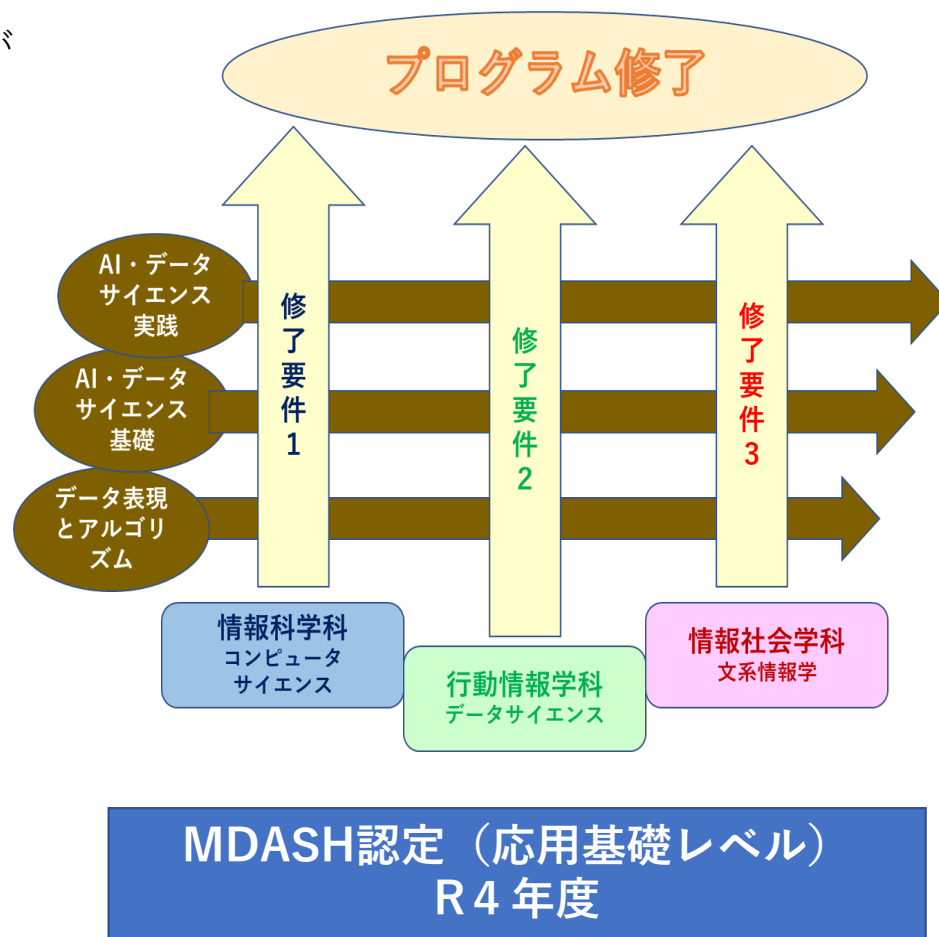 が
プログラム修了
AI・データ
サイエンス
実践
AI・データ
サイエンス
基礎
データ表現
とアルゴリ
ズム
修了要件1
修了要件2
修了要件3
情報科学科
コンピュータ
サイエンス
行動情報学科
データサイエンス
情報社会学科
文系情報学
MDASH認定（応用基礎レベル）
R４年度